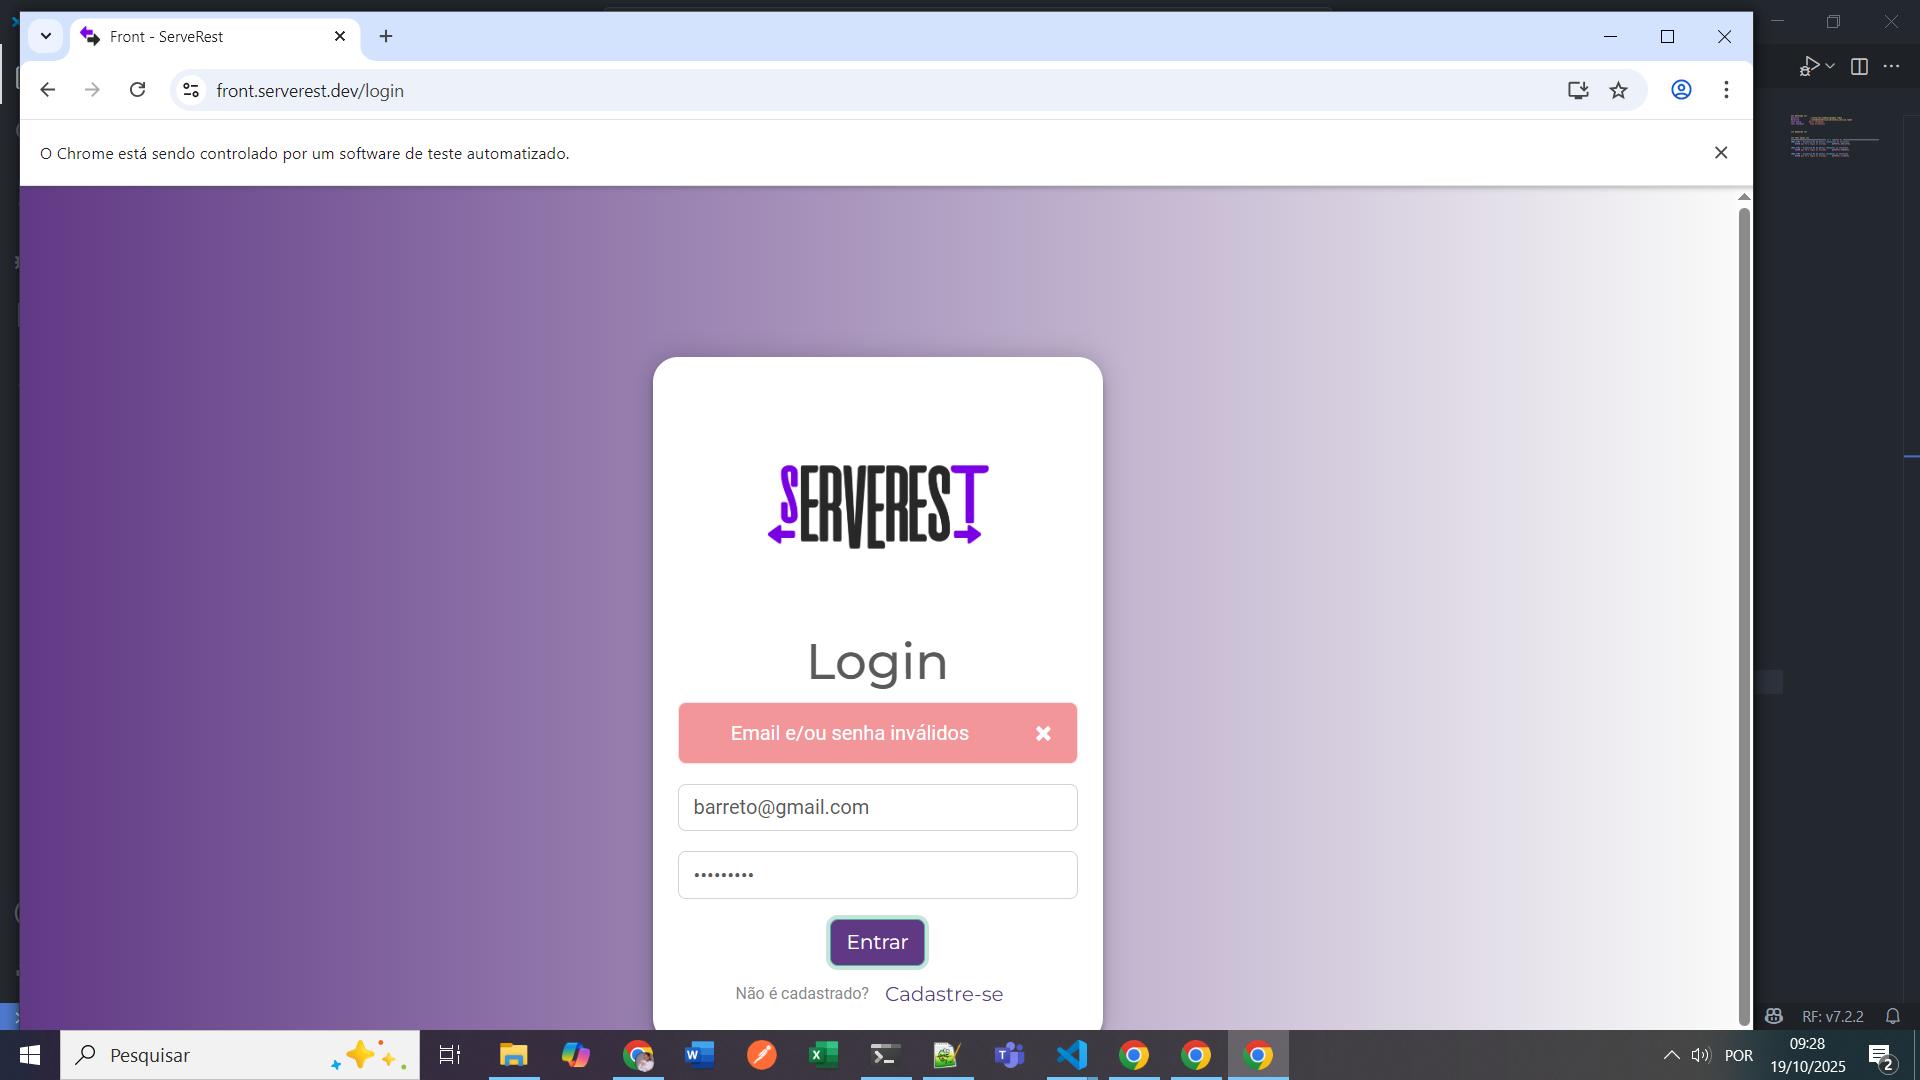 Front - ServeRest
front.serverest.dev/login
O Chrome está sendo controlado por um software de teste automatizado.
SERVEREST
Login
Email e/ou senha inválidos
barreto@gmail.com
•••••••••
Entrar
Não é cadastrado? Cadastre-se
RF: v7.2.2
Pesquisar
POR
09:28
19/10/2025
2